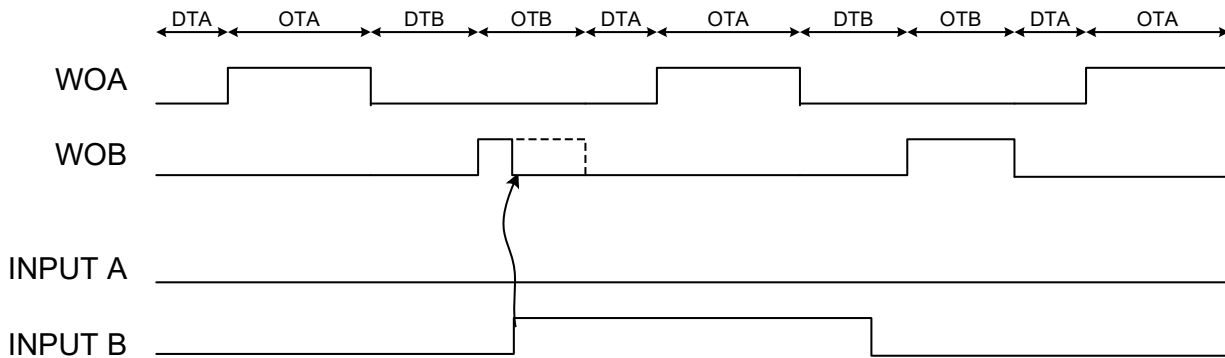 DTA OTA DTB OTB DTA OTA DTB OTB DTA OTA
WOA
WOB
INPUT A
INPUT B